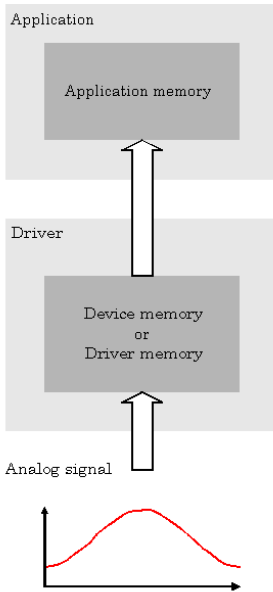 Application
Application memory
Driver
Device memory
or
Driver memory
Analog signal